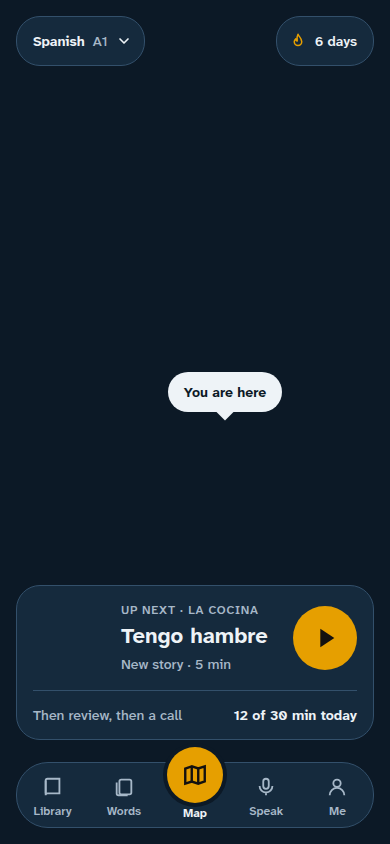 Spanish A1
6 days
You are here
UP NEXT · LA COCINA
Tengo hambre
New story · 5 min
Then review, then a call
12 of 30 min today
Library
Words
Map
Speak
Me